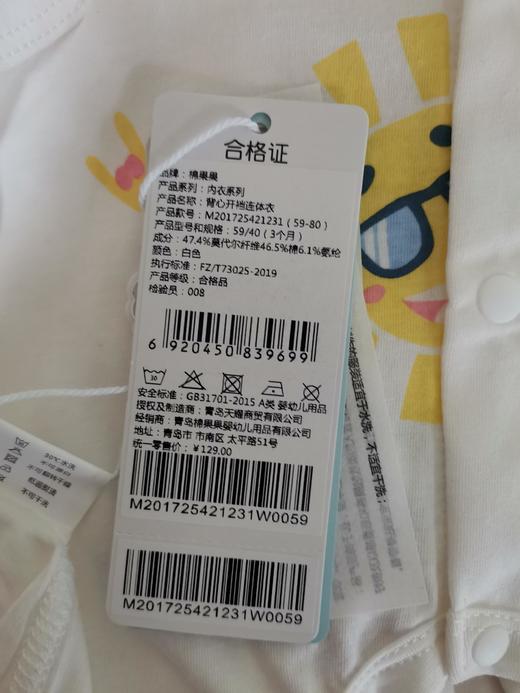 合格证
品牌：棉果果
产品系列：内衣系列
产品名称：背心开裆连体衣
产品款号：M201725421231（59-80）
产品型号和规格：59/40（3个月）
成分：47.4%莫代尔纤维46.5%棉6.1%氨纶
颜色：白色
执行标准：FZ/T73025-2019
产品等级：合格品
检验员：008
6 920450 839699
30
安全标准：GB31701-2015 A类 婴幼儿用品
授权及制造商：青岛天耀商贸有限公司
经销商：青岛棉果果婴幼儿用品有限公司
地址：青岛市 市南区 太平路51号
统一零售价：￥129.00
M201725421231W0059
M201725421231W0059